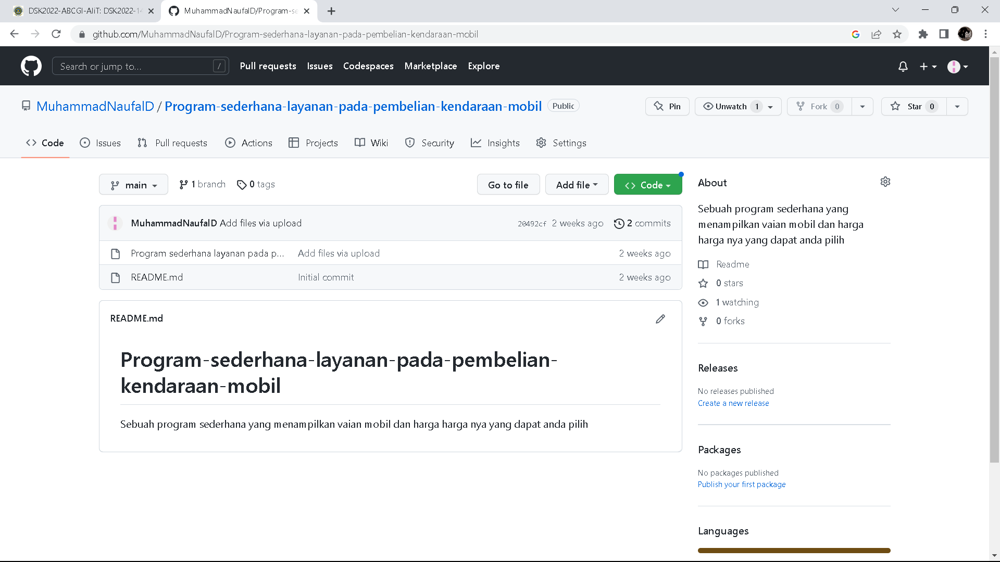 DSK2022-ABCGI-AliT: DSK2022-14
MuhammadNaufalD/Program-se
github.com/MuhammadNaufalD/Program-sederhana-layanan-pada-pembelian-kendaraan-mobil
Search or jump to... /
Pull requests Issues Codespaces Marketplace Explore
MuhammadNaufalD / Program-sederhana-layanan-pada-pembelian-kendaraan-mobil Public
Pin Unwatch 1 Fork 0 Star 0
Code Issues Pull requests Actions Projects Wiki Security Insights Settings
main 1 branch 0 tags Go to file Add file Code
MuhammadNaufalD Add files via upload 20492cf 2 weeks ago 2 commits
Program sederhana layanan pada p... Add files via upload 2 weeks ago
README.md Initial commit 2 weeks ago
README.md
Program-sederhana-layanan-pada-pembelian-
kendaraan-mobil
Sebuah program sederhana yang menampilkan vaian mobil dan harga harga nya yang dapat anda pilih
About
Sebuah program sederhana yang
menampilkan vaian mobil dan harga
harga nya yang dapat anda pilih
Readme
0 stars
1 watching
0 forks
Releases
No releases published
Create a new release
Packages
No packages published
Publish your first package
Languages